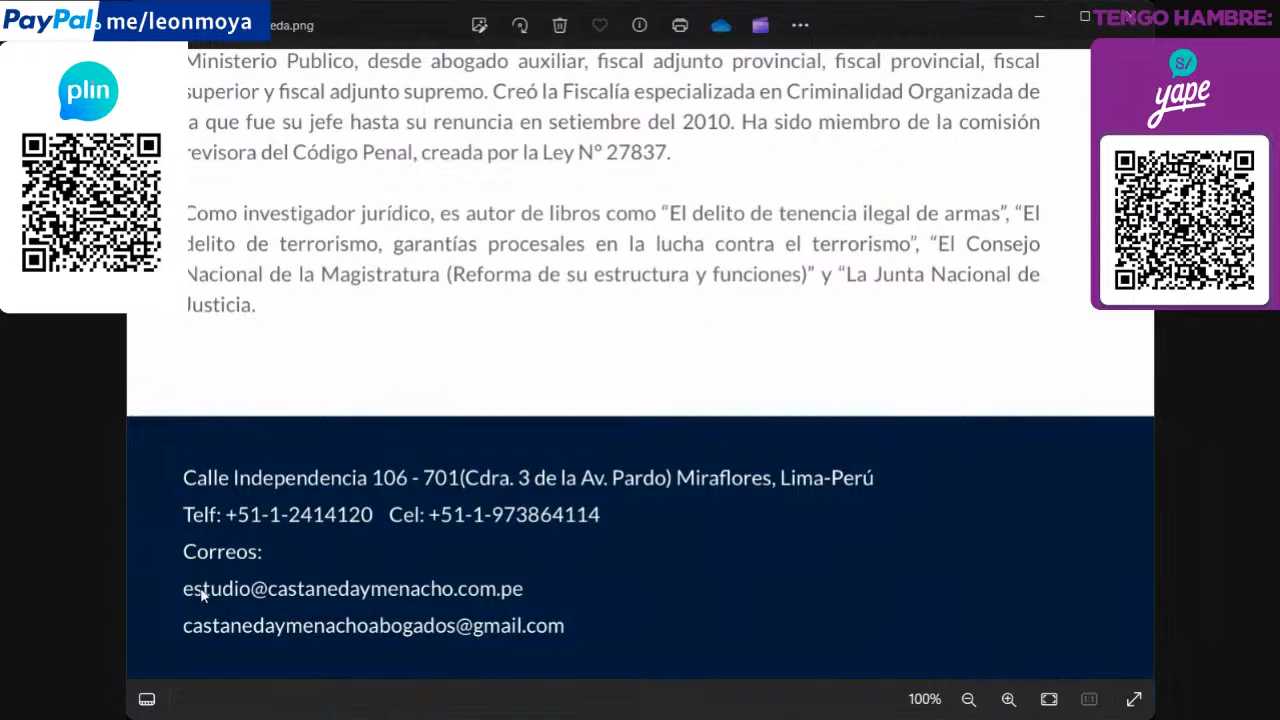 PayPal.me/leonmoya
eda.png
TENGO HAMBRE:
plin
S/
yape
Ministerio Publico, desde abogado auxiliar, fiscal adjunto provincial, fiscal provincial, fiscal
superior y fiscal adjunto supremo. Creó la Fiscalía especializada en Criminalidad Organizada de
la que fue su jefe hasta su renuncia en setiembre del 2010. Ha sido miembro de la comisión
revisora del Código Penal, creada por la Ley N° 27837.
Como investigador jurídico, es autor de libros como “El delito de tenencia ilegal de armas”, “El
delito de terrorismo, garantías procesales en la lucha contra el terrorismo”, “El Consejo
Nacional de la Magistratura (Reforma de su estructura y funciones)” y “La Junta Nacional de
Justicia.
Calle Independencia 106 - 701(Cdra. 3 de la Av. Pardo) Miraflores, Lima-Perú
Telf: +51-1-2414120 Cel: +51-1-973864114
Correos:
estudio@castanedaymenacho.com.pe
castanedaymenachoabogados@gmail.com
100%